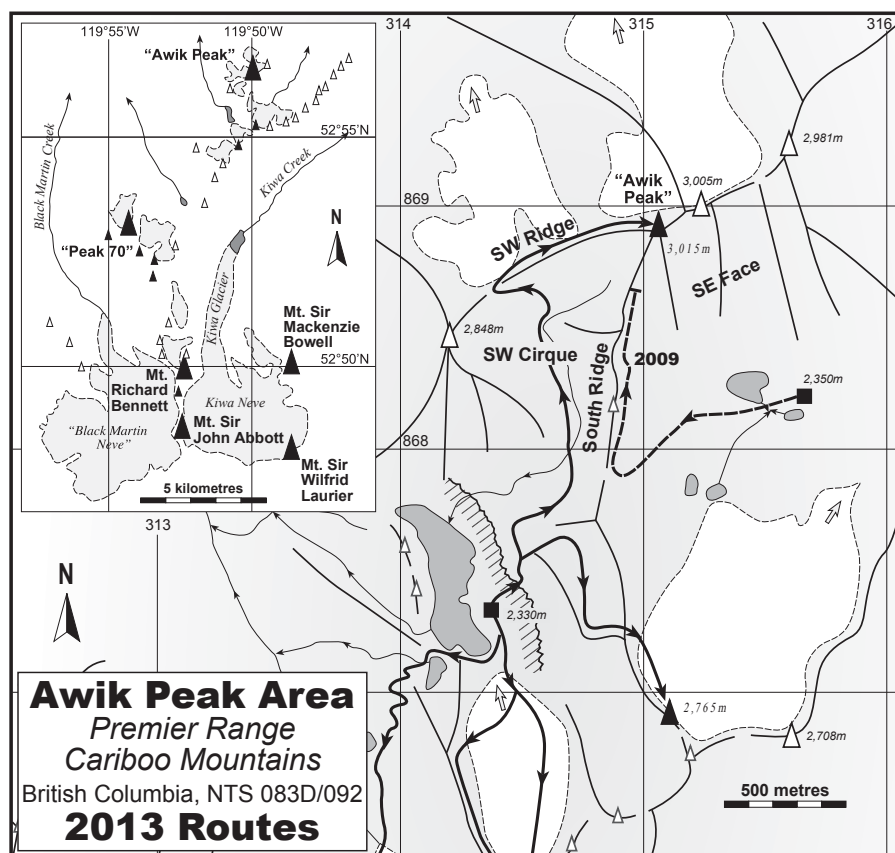 119°55'W
119°50'W
"Awik Peak"
52°55'N
Black Martin Creek
Kiwa Creek
N
"Peak 70"
Kiwa Glacier
Mt. Sir
Mackenzie
Bowell
52°50'N
Mt.
Richard
Bennett
Kiwa Neve
"Black Martin
Neve"
Mt. Sir
John Abbott
Mt. Sir
Wilfrid
Laurier
5 kilometres
314
315
316
2,981m
"Awik
Peak"
3,005m
869
SW Ridge
3,015m
SE Face
2,848m
SW Cirque
South Ridge
2009
2,350m
868
313
N
2,330m
2,765m
2,708m
500 metres
Awik Peak Area
Premier Range
Cariboo Mountains
British Columbia, NTS 083D/092
2013 Routes